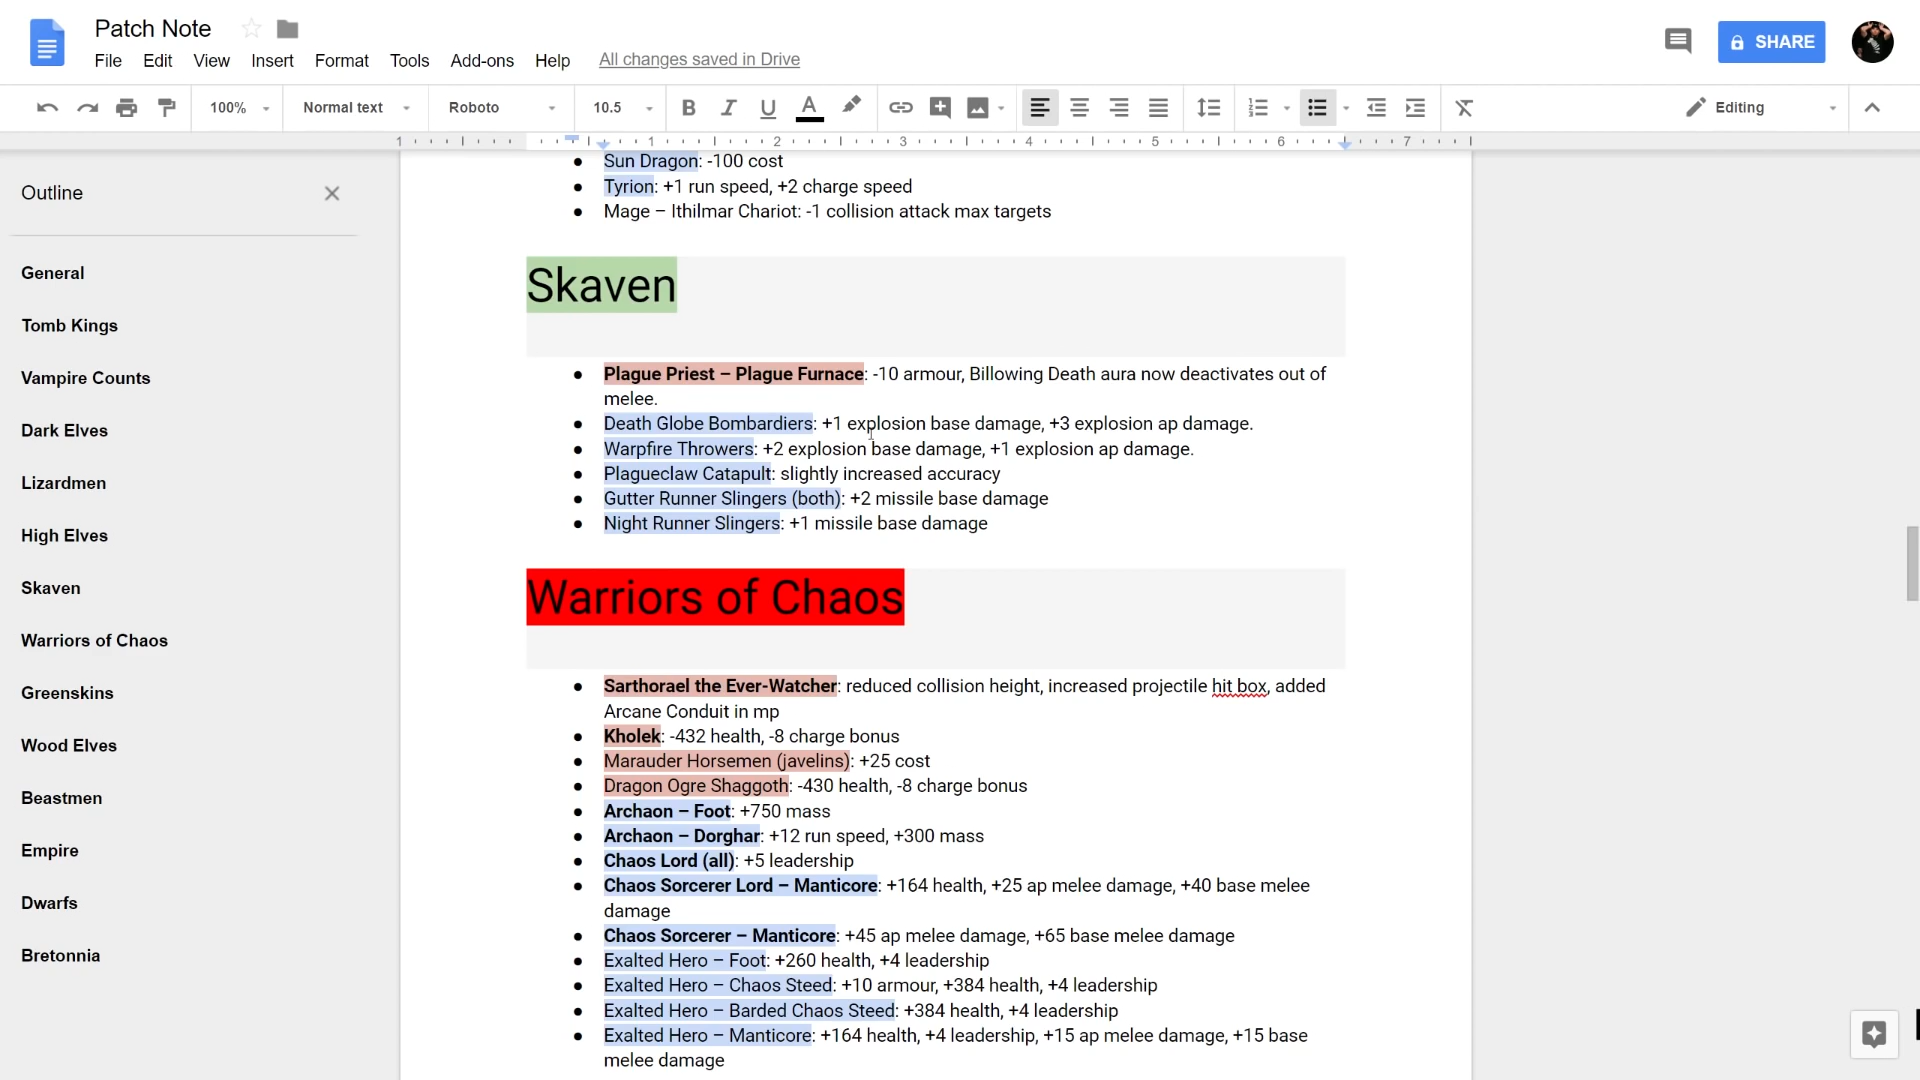 Patch Note
File Edit View Insert Format Tools Add-ons Help All changes saved in Drive
SHARE
100% Normal text Roboto 10.5 B I U A Editing
1 1 2 3 4 5 6 7
Outline
General
Tomb Kings
Vampire Counts
Dark Elves
Lizardmen
High Elves
Skaven
Warriors of Chaos
Greenskins
Wood Elves
Beastmen
Empire
Dwarfs
Bretonnia
● Sun Dragon: -100 cost
● Tyrion: +1 run speed, +2 charge speed
● Mage – Ithilmar Chariot: -1 collision attack max targets
Skaven
● Plague Priest – Plague Furnace: -10 armour, Billowing Death aura now deactivates out of
melee.
● Death Globe Bombardiers: +1 explosion base damage, +3 explosion ap damage.
● Warpfire Throwers: +2 explosion base damage, +1 explosion ap damage.
● Plagueclaw Catapult: slightly increased accuracy
● Gutter Runner Slingers (both): +2 missile base damage
● Night Runner Slingers: +1 missile base damage
Warriors of Chaos
● Sarthorael the Ever-Watcher: reduced collision height, increased projectile hit box, added
Arcane Conduit in mp
● Kholek: -432 health, -8 charge bonus
● Marauder Horsemen (javelins): +25 cost
● Dragon Ogre Shaggoth: -430 health, -8 charge bonus
● Archaon – Foot: +750 mass
● Archaon – Dorghar: +12 run speed, +300 mass
● Chaos Lord (all): +5 leadership
● Chaos Sorcerer Lord – Manticore: +164 health, +25 ap melee damage, +40 base melee
damage
● Chaos Sorcerer – Manticore: +45 ap melee damage, +65 base melee damage
● Exalted Hero – Foot: +260 health, +4 leadership
● Exalted Hero – Chaos Steed: +10 armour, +384 health, +4 leadership
● Exalted Hero – Barded Chaos Steed: +384 health, +4 leadership
● Exalted Hero – Manticore: +164 health, +4 leadership, +15 ap melee damage, +15 base
melee damage